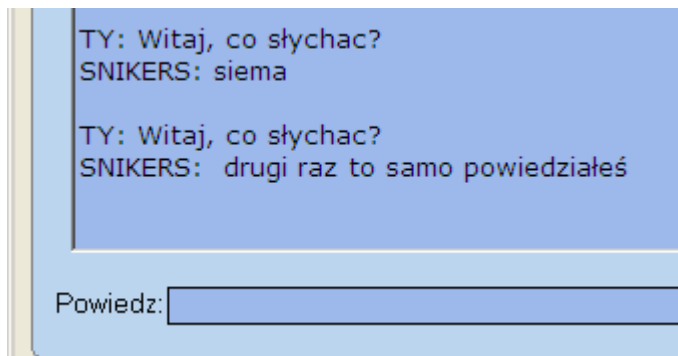 TY: Witaj, co słychac?
SNIKERS: siema
TY: Witaj, co słychac?
SNIKERS:  drugi raz to samo powiedziałeś
Powiedz: